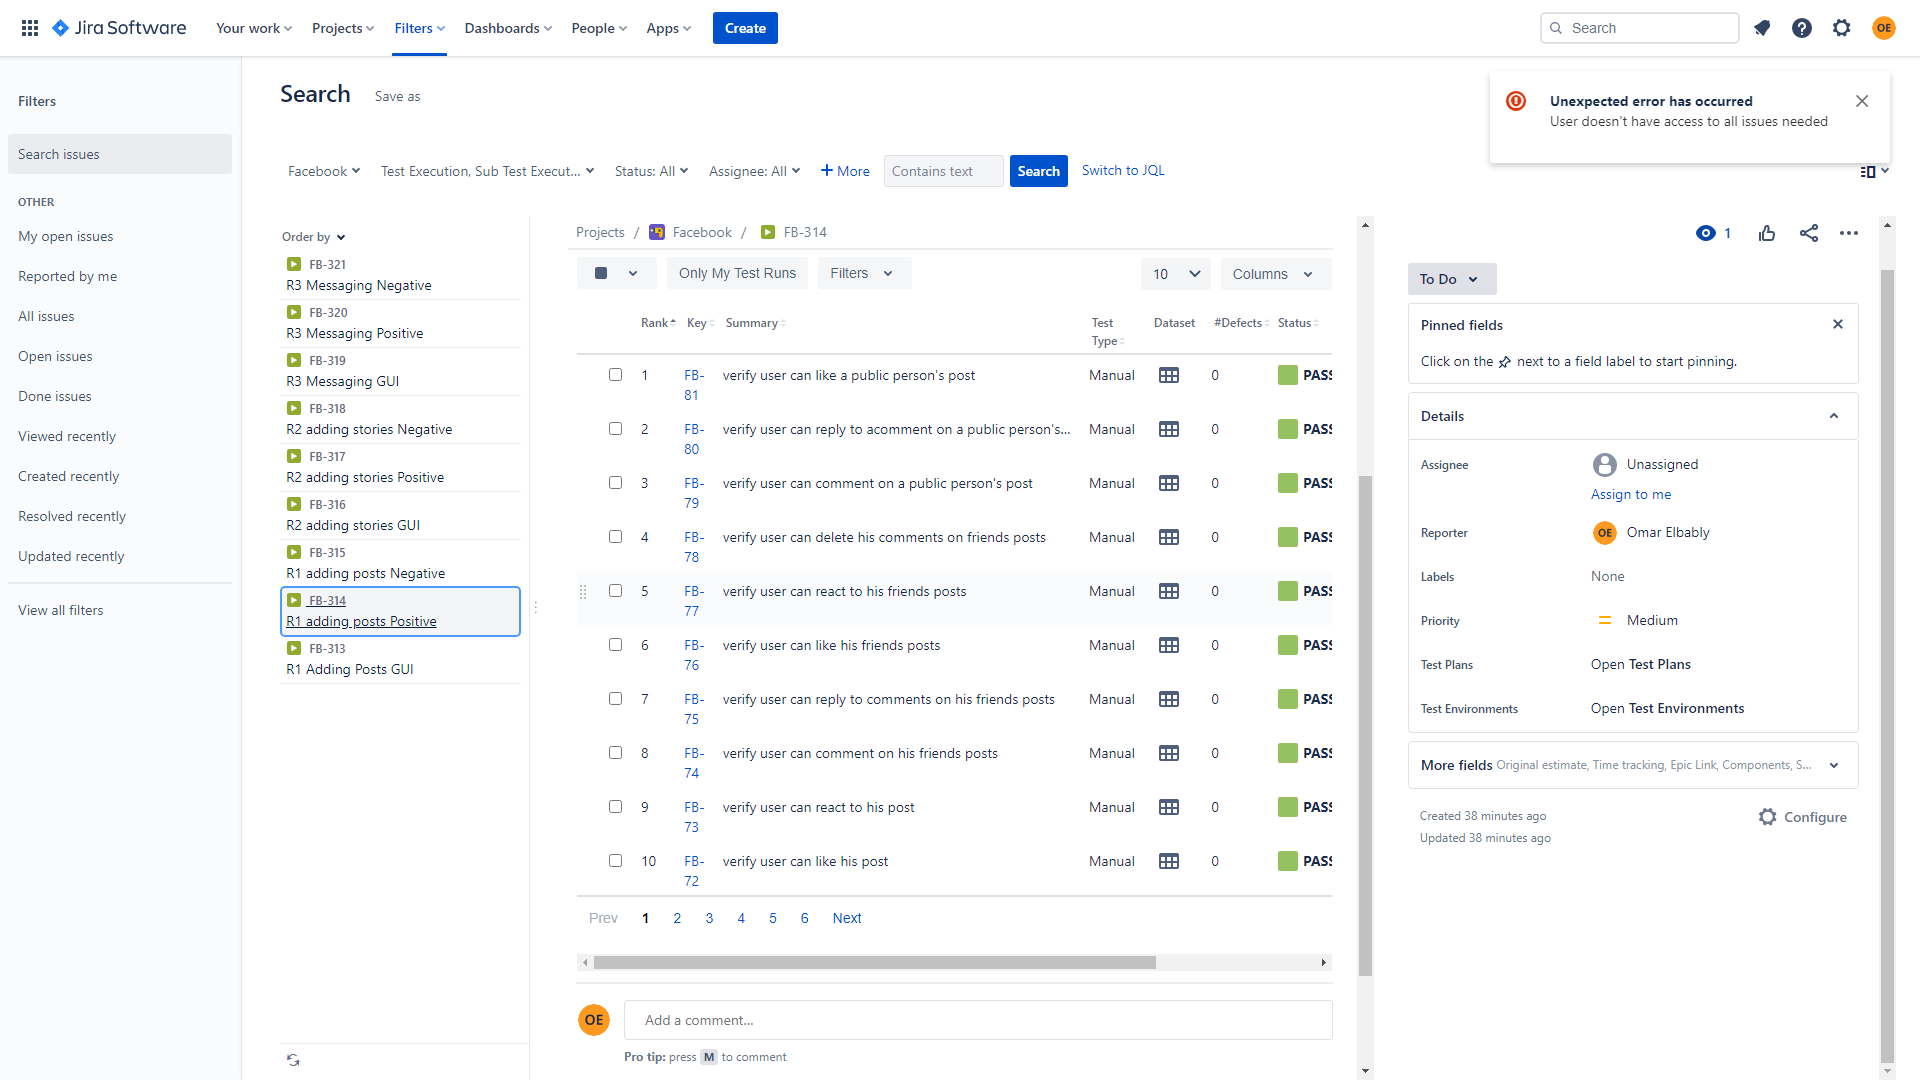 Jira Software
Your work
Projects
Filters
Dashboards
People
Apps
Create
Search
OE
Filters
Search issues
OTHER
My open issues
Reported by me
All issues
Open issues
Done issues
Viewed recently
Created recently
Resolved recently
Updated recently
View all filters
Search
Save as
Unexpected error has occurred
User doesn't have access to all issues needed
Facebook
Test Execution, Sub Test Execut...
Status: All
Assignee: All
More
Contains text
Search
Switch to JQL
Order by
FB-321
R3 Messaging Negative
FB-320
R3 Messaging Positive
FB-319
R3 Messaging GUI
FB-318
R2 adding stories Negative
FB-317
R2 adding stories Positive
FB-316
R2 adding stories GUI
FB-315
R1 adding posts Negative
FB-314
R1 adding posts Positive
FB-313
R1 Adding Posts GUI
Projects / Facebook / FB-314
Only My Test Runs
Filters
10
Columns
Rank Key Summary Test Type Dataset #Defects Status
1 FB-81 verify user can like a public person's post Manual 0 PASS
2 FB-80 verify user can reply to acomment on a public person's... Manual 0 PASS
3 FB-79 verify user can comment on a public person's post Manual 0 PASS
4 FB-78 verify user can delete his comments on friends posts Manual 0 PASS
5 FB-77 verify user can react to his friends posts Manual 0 PASS
6 FB-76 verify user can like his friends posts Manual 0 PASS
7 FB-75 verify user can reply to comments on his friends posts Manual 0 PASS
8 FB-74 verify user can comment on his friends posts Manual 0 PASS
9 FB-73 verify user can react to his post Manual 0 PASS
10 FB-72 verify user can like his post Manual 0 PASS
Prev 1 2 3 4 5 6 Next
OE
Add a comment...
Pro tip: press M to comment
1
To Do
Pinned fields
Click on the next to a field label to start pinning.
Details
Assignee
Unassigned
Assign to me
Reporter
OE Omar Elbably
Labels
None
Priority
Medium
Test Plans
Open Test Plans
Test Environments
Open Test Environments
More fields Original estimate, Time tracking, Epic Link, Components, S...
Created 38 minutes ago
Configure
Updated 38 minutes ago